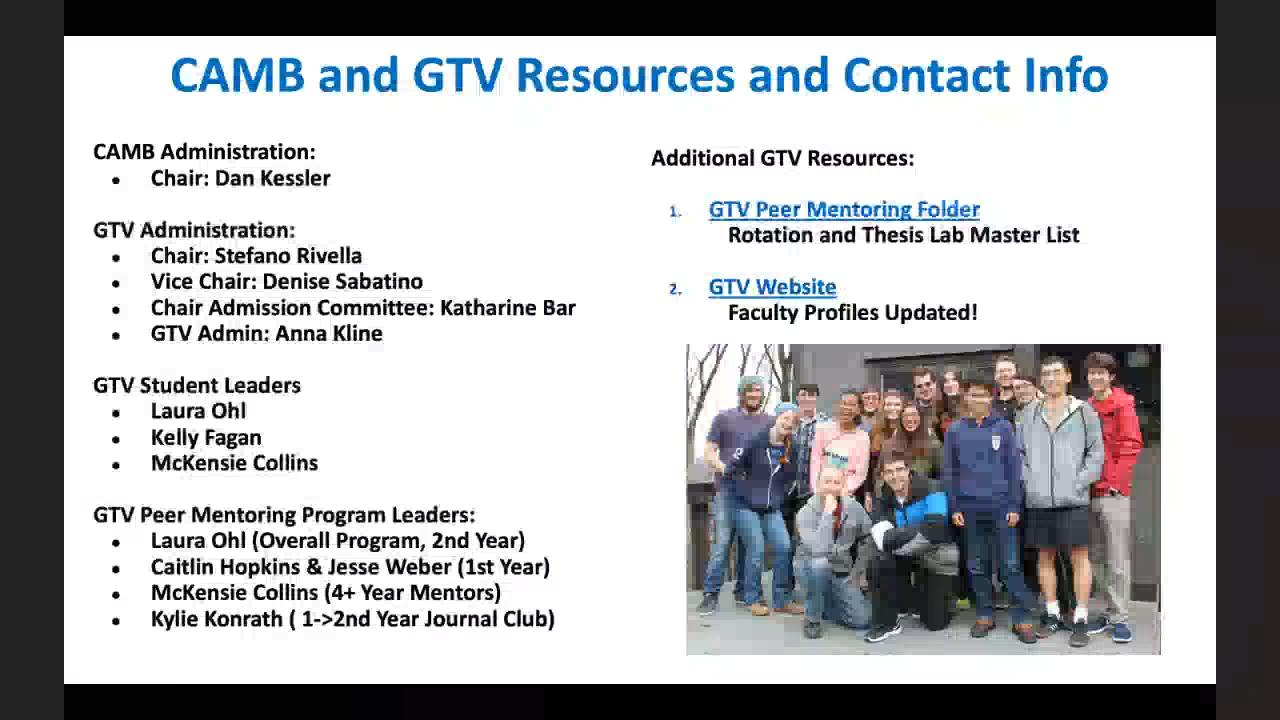 CAMB and GTV Resources and Contact Info
CAMB Administration:
• Chair: Dan Kessler
GTV Administration:
• Chair: Stefano Rivella
• Vice Chair: Denise Sabatino
• Chair Admission Committee: Katharine Bar
• GTV Admin: Anna Kline
GTV Student Leaders
• Laura Ohl
• Kelly Fagan
• McKensie Collins
GTV Peer Mentoring Program Leaders:
• Laura Ohl (Overall Program, 2nd Year)
• Caitlin Hopkins & Jesse Weber (1st Year)
• McKensie Collins (4+ Year Mentors)
• Kylie Konrath ( 1->2nd Year Journal Club)
Additional GTV Resources:
1. GTV Peer Mentoring Folder
Rotation and Thesis Lab Master List
2. GTV Website
Faculty Profiles Updated!